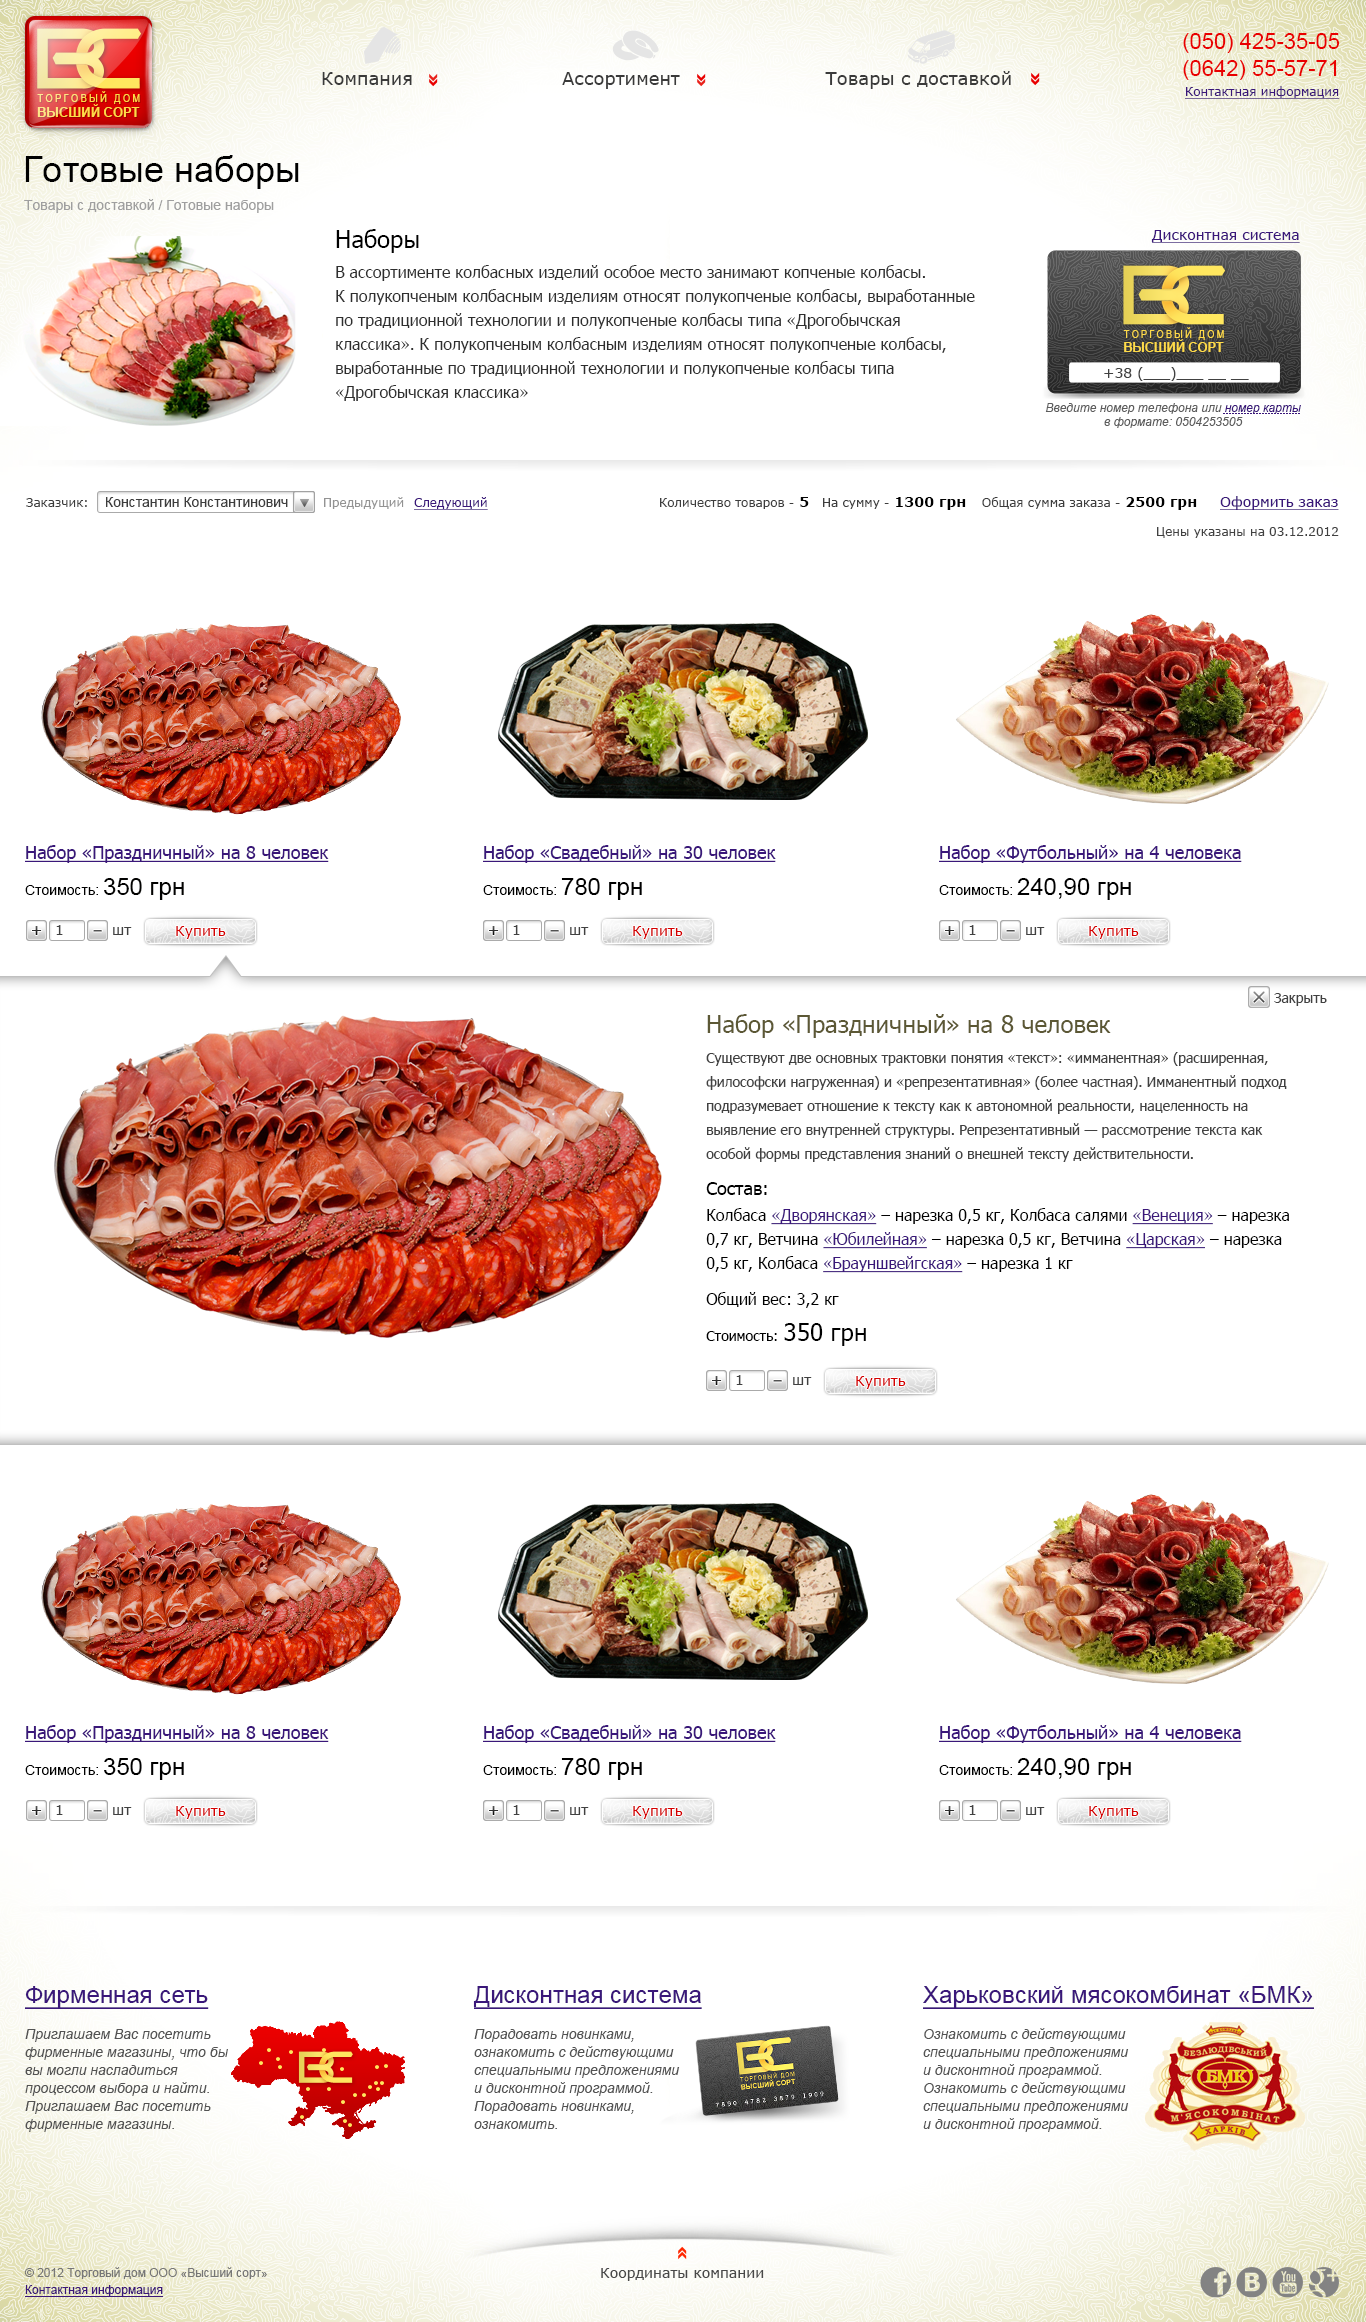 ТОРГОВЫЙ ДОМ
ВЫСШИЙ СОРТ
Компания
Ассортимент
Товары с доставкой
(050) 425-35-05
(0642) 55-57-71
Контактная информация
Готовые наборы
Товары с доставкой / Готовые наборы
Наборы
В ассортименте колбасных изделий особое место занимают копченые колбасы.
К полукопченым колбасным изделиям относят полукопченые колбасы, выработанные
по традиционной технологии и полукопченые колбасы типа «Дрогобычская
классика». К полукопченым колбасным изделиям относят полукопченые колбасы,
выработанные по традиционной технологии и полукопченые колбасы типа
«Дрогобычская классика»
Дисконтная система
ТОРГОВЫЙ ДОМ
ВЫСШИЙ СОРТ
+38 (___)___ __ __
Введите номер телефона или номер карты
в формате: 0504253505
Заказчик: Константин Константинович Предыдущий Следующий
Количество товаров - 5 На сумму - 1300 грн Общая сумма заказа - 2500 грн Оформить заказ
Цены указаны на 03.12.2012
Набор «Праздничный» на 8 человек
Стоимость: 350 грн
+ 1 − шт Купить
Набор «Свадебный» на 30 человек
Стоимость: 780 грн
+ 1 − шт Купить
Набор «Футбольный» на 4 человека
Стоимость: 240,90 грн
+ 1 − шт Купить
Закрыть
Набор «Праздничный» на 8 человек
Существуют две основных трактовки понятия «текст»: «имманентная» (расширенная,
философски нагруженная) и «репрезентативная» (более частная). Имманентный подход
подразумевает отношение к тексту как к автономной реальности, нацеленность на
выявление его внутренней структуры. Репрезентативный — рассмотрение текста как
особой формы представления знаний о внешней тексту действительности.
Состав:
Колбаса «Дворянская» – нарезка 0,5 кг, Колбаса салями «Венеция» – нарезка
0,7 кг, Ветчина «Юбилейная» – нарезка 0,5 кг, Ветчина «Царская» – нарезка
0,5 кг, Колбаса «Брауншвейгская» – нарезка 1 кг
Общий вес: 3,2 кг
Стоимость: 350 грн
+ 1 − шт Купить
Набор «Праздничный» на 8 человек
Стоимость: 350 грн
+ 1 − шт Купить
Набор «Свадебный» на 30 человек
Стоимость: 780 грн
+ 1 − шт Купить
Набор «Футбольный» на 4 человека
Стоимость: 240,90 грн
+ 1 − шт Купить
Фирменная сеть
Приглашаем Вас посетить
фирменные магазины, что бы
вы могли насладиться
процессом выбора и найти.
Приглашаем Вас посетить
фирменные магазины.
Дисконтная система
Порадовать новинками,
ознакомить с действующими
специальными предложениями
и дисконтной программой.
Порадовать новинками,
ознакомить.
ТОРГОВЫЙ ДОМ
ВЫСШИЙ СОРТ
7890 4782 3879 1909
Харьковский мясокомбинат «БМК»
Ознакомить с действующими
специальными предложениями
и дисконтной программой.
Ознакомить с действующими
специальными предложениями
и дисконтной программой.
БЕЗЛЮДІВСЬКИЙ
БМК
М'ЯСОКОМБІНАТ
ХАРКІВ
Координаты компании
© 2012 Торговый дом ООО «Высший сорт»
Контактная информация
You
Tube